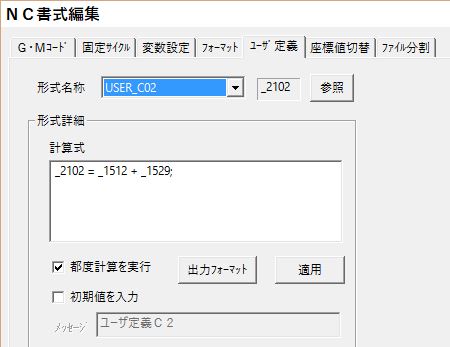 ＮＣ書式編集
Ｇ・Ｍｺｰﾄﾞ 固定ｻｲｸﾙ 変数設定 ﾌｫｰﾏｯﾄ ﾕｰｻﾞ定義 座標値切替 ﾌｧｲﾙ分割
形式名称 USER_C02 _2102 参照
形式詳細
計算式
_2102 = _1512 + _1529;
都度計算を実行 出力ﾌｫｰﾏｯﾄ 適用
初期値を入力
ﾒｯｾｰｼﾞ ユーザ定義Ｃ２